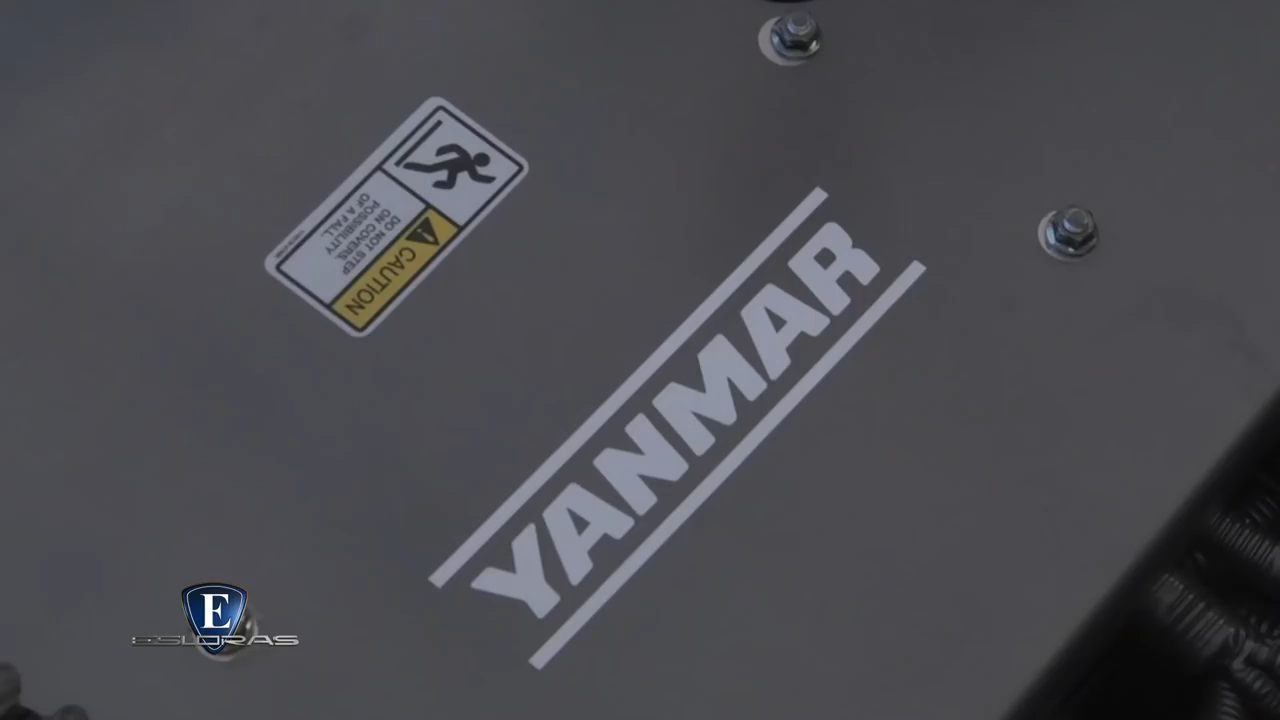 CAUTION
DO NOT STEP
ON COVERS.
POSSIBILITY
OF A FALL.
YANMAR
E
ESLORAS